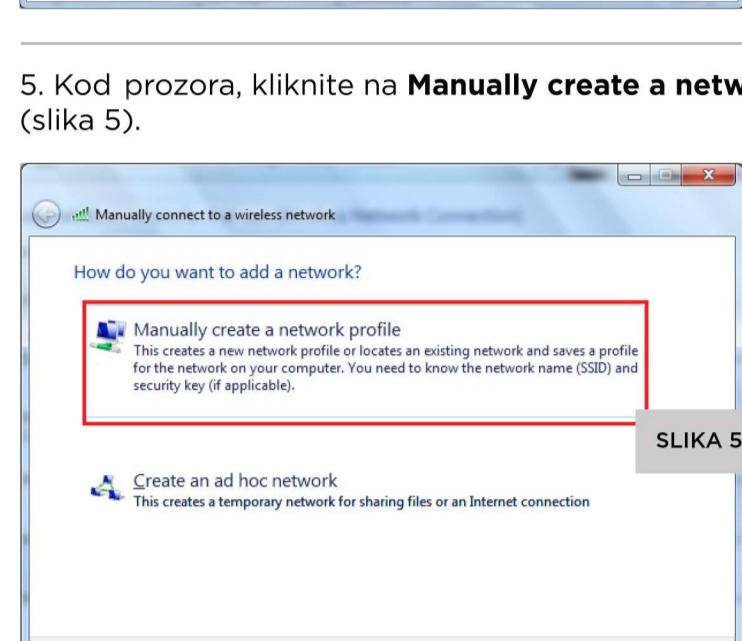 5. Kod prozora, kliknite na Manually create a netw
(slika 5).
Manually connect to a wireless network
How do you want to add a network?
Manually create a network profile
This creates a new network profile or locates an existing network and saves a profile
for the network on your computer. You need to know the network name (SSID) and
security key (if applicable).
SLIKA 5
Create an ad hoc network
This creates a temporary network for sharing files or an Internet connection